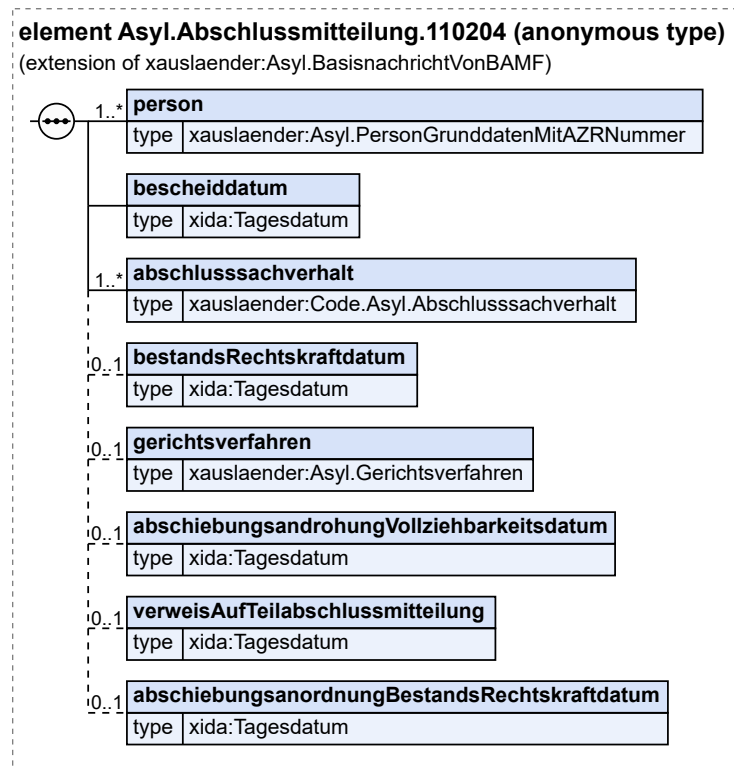 element Asyl.Abschlussmitteilung.110204 (anonymous type)
(extension of xauslaender:Asyl.BasisnachrichtVonBAMF)
1..* person
type xauslaender:Asyl.PersonGrunddatenMitAZRNummer
bescheiddatum
type xida:Tagesdatum
1..* abschlusssachverhalt
type xauslaender:Code.Asyl.Abschlusssachverhalt
0..1 bestandsRechtskraftdatum
type xida:Tagesdatum
0..1 gerichtsverfahren
type xauslaender:Asyl.Gerichtsverfahren
0..1 abschiebungsandrohungVollziehbarkeitsdatum
type xida:Tagesdatum
0..1 verweisAufTeilabschlussmitteilung
type xida:Tagesdatum
0..1 abschiebungsanordnungBestandsRechtskraftdatum
type xida:Tagesdatum